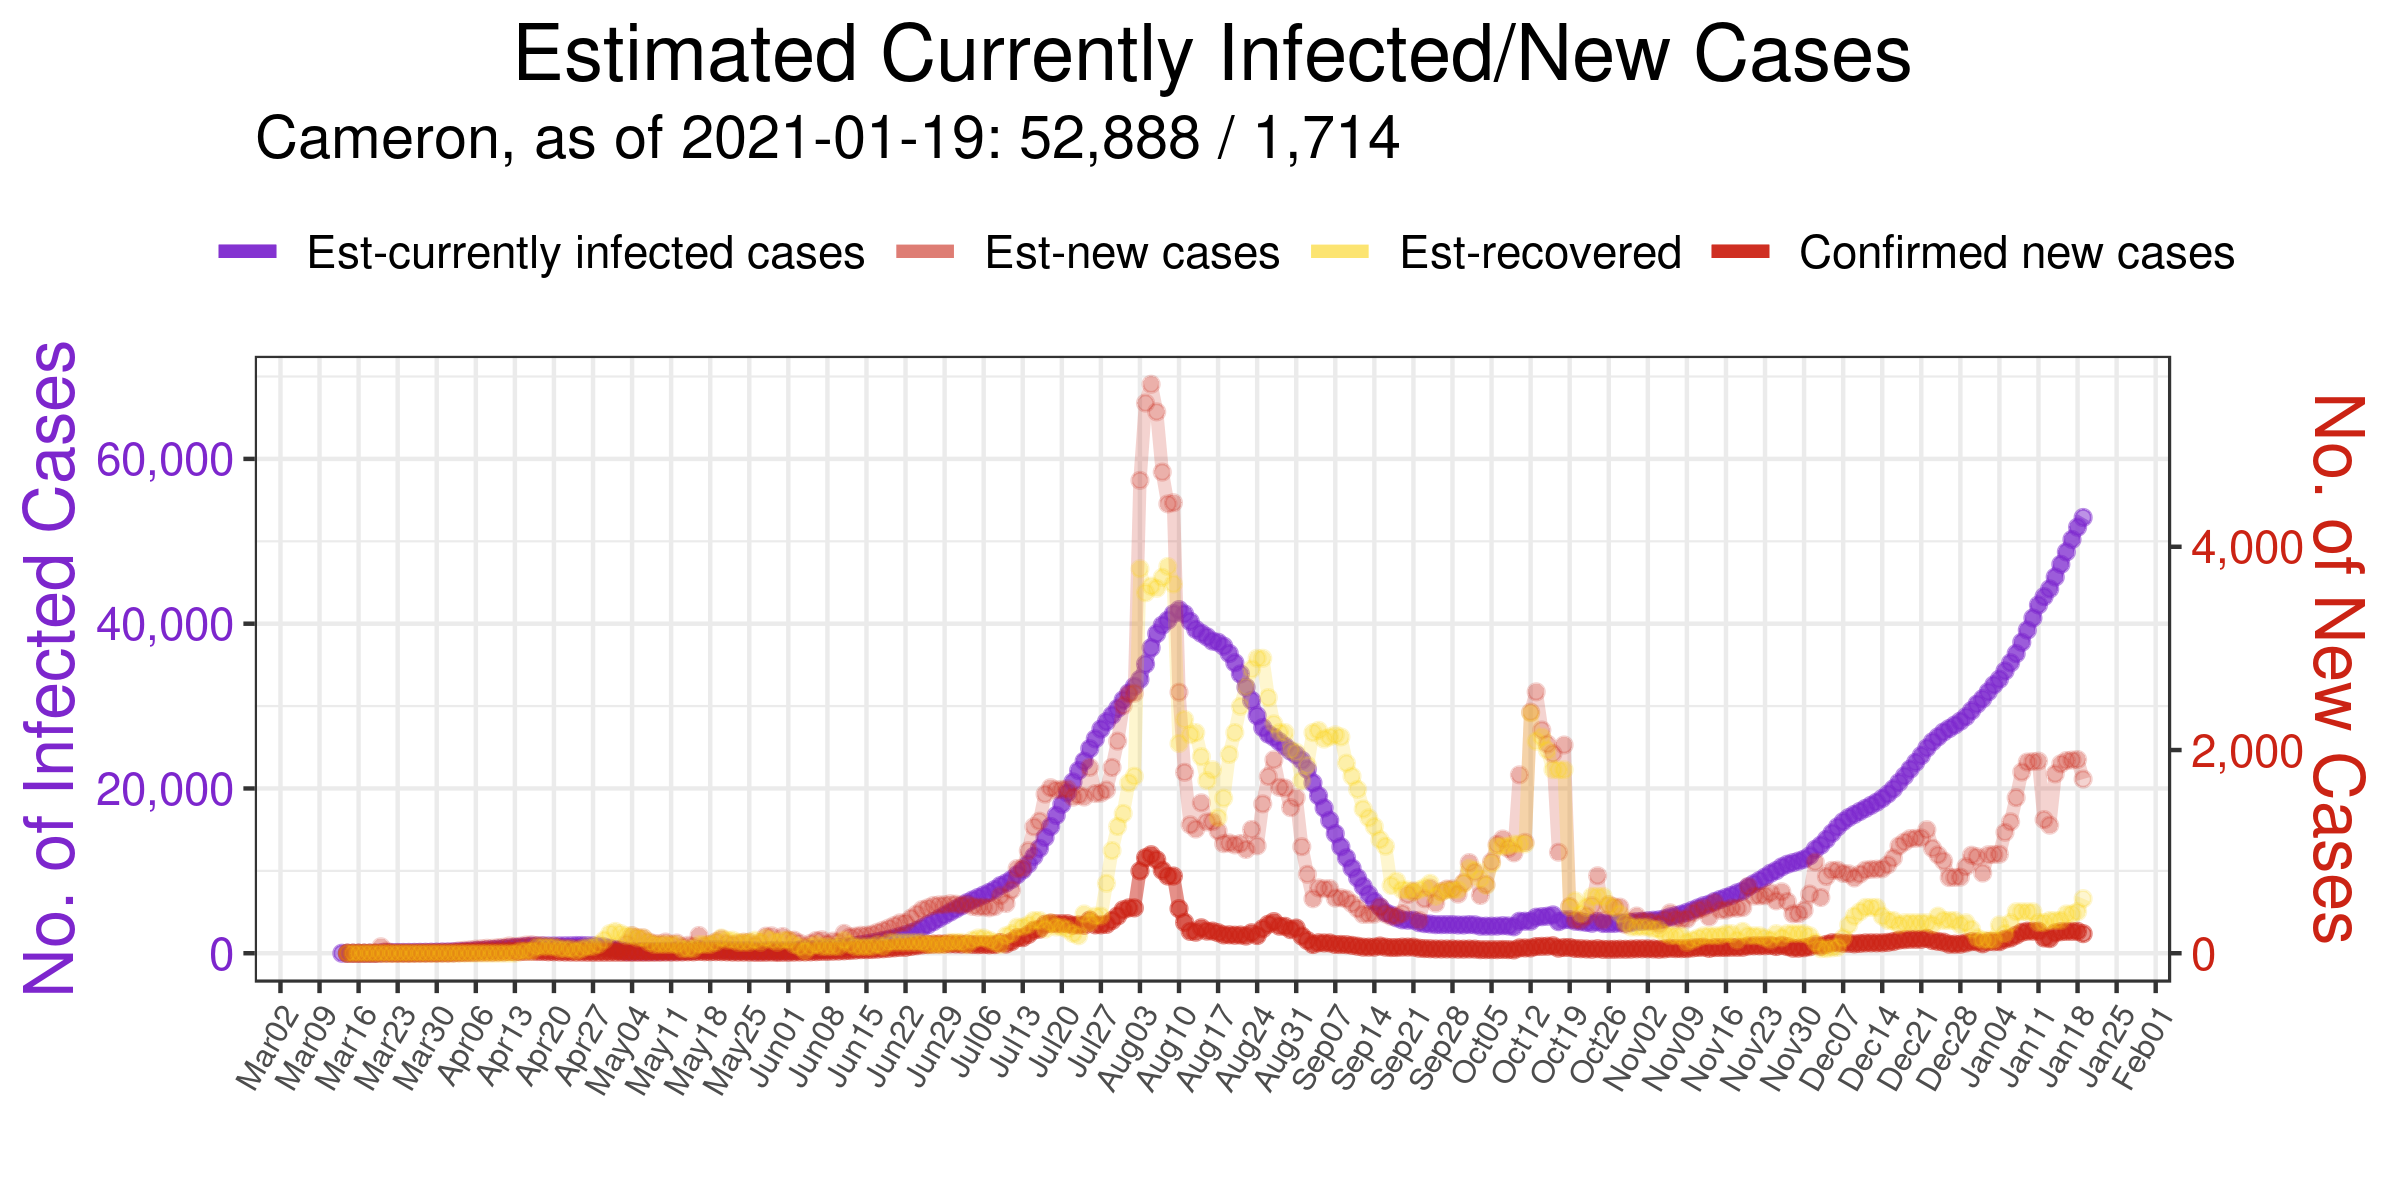 Estimated Currently Infected/New Cases
Cameron, as of 2021-01-19: 52,888 / 1,714
Est-currently infected cases Est-new cases Est-recovered Confirmed new cases
No. of Infected Cases
60,000
40,000
20,000
0
4,000
2,000
0
No. of New Cases
Mar02 Mar09 Mar16 Mar23 Mar30 Apr06 Apr13 Apr20 Apr27 May04 May11 May18 May25 Jun01 Jun08 Jun15 Jun22 Jun29 Jul06 Jul13 Jul20 Jul27 Aug03 Aug10 Aug17 Aug24 Aug31 Sep07 Sep14 Sep21 Sep28 Oct05 Oct12 Oct19 Oct26 Nov02 Nov09 Nov16 Nov23 Nov30 Dec07 Dec14 Dec21 Dec28 Jan04 Jan11 Jan18 Jan25 Feb01